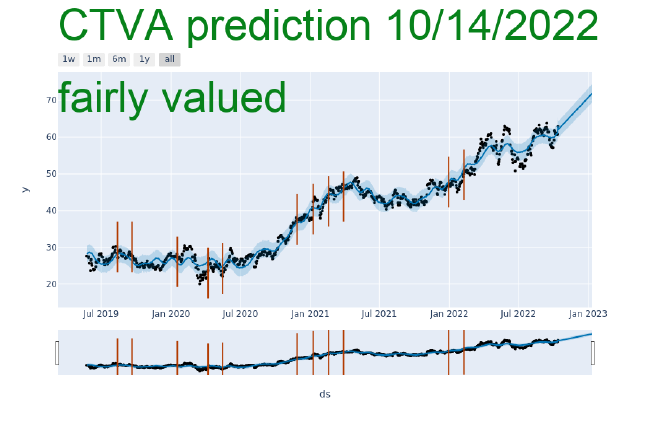 CTVA prediction 10/14/2022
1w 1m 6m 1y all
fairly valued
70
60
50
40
30
20
y
Jul 2019 Jan 2020 Jul 2020 Jan 2021 Jul 2021 Jan 2022 Jul 2022 Jan 2023
ds